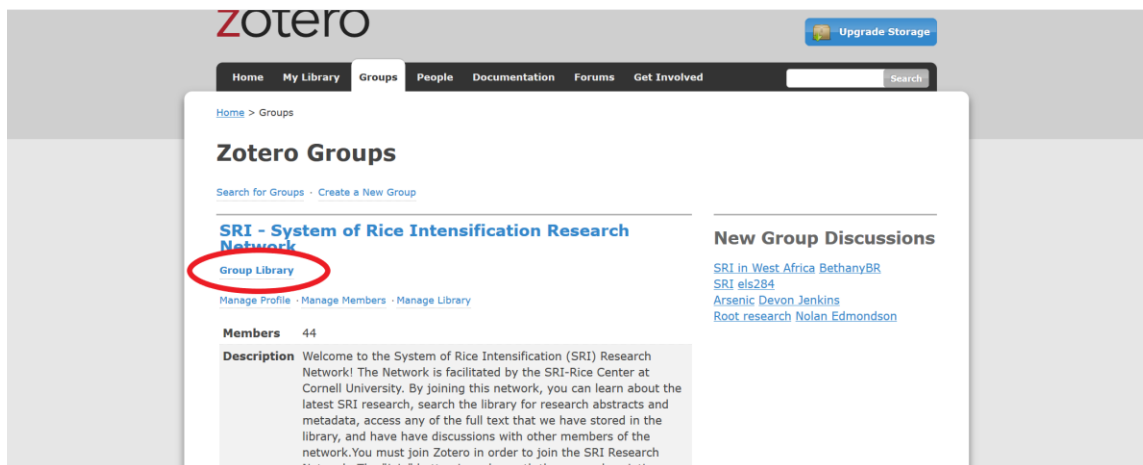 zotero
Upgrade Storage
Home My Library Groups People Documentation Forums Get Involved
Search
Home > Groups
Zotero Groups
Search for Groups · Create a New Group
SRI - System of Rice Intensification Research
Network
Group Library
Manage Profile · Manage Members · Manage Library
Members 44
Description Welcome to the System of Rice Intensification (SRI) Research
Network! The Network is facilitated by the SRI-Rice Center at
Cornell University. By joining this network, you can learn about the
latest SRI research, search the library for research abstracts and
metadata, access any of the full text that we have stored in the
library, and have have discussions with other members of the
network.You must join Zotero in order to join the SRI Research
New Group Discussions
SRI in West Africa BethanyBR
SRI els284
Arsenic Devon Jenkins
Root research Nolan Edmondson